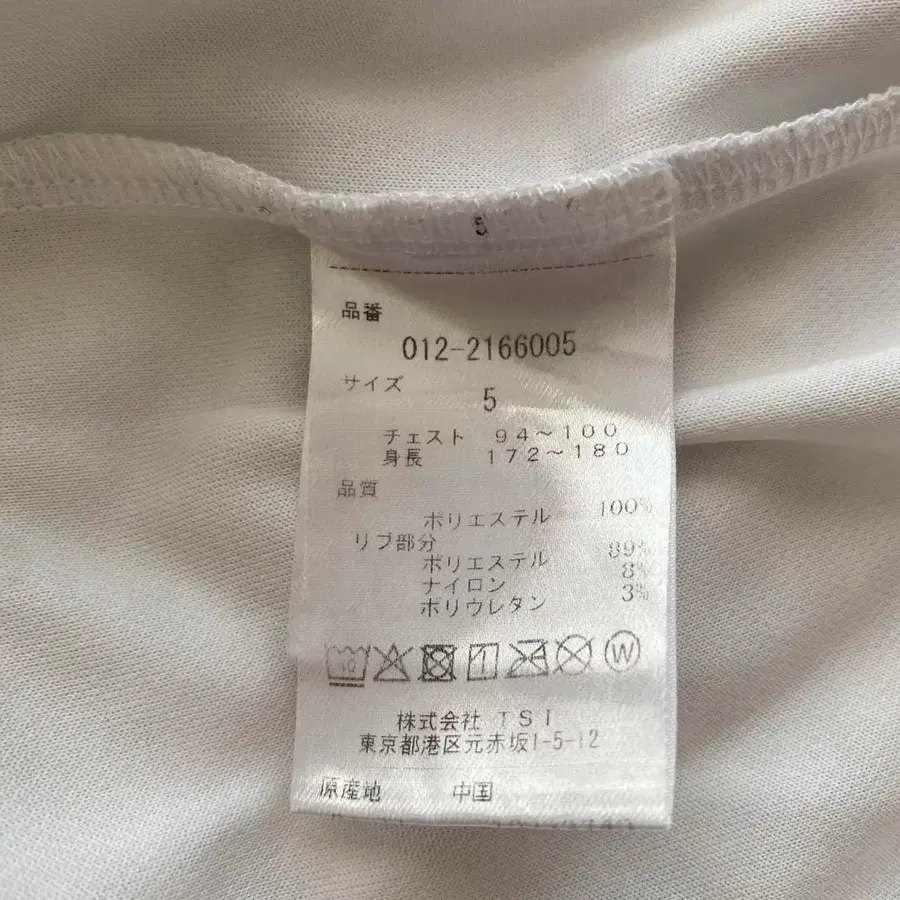 5
品番
012-2166005
サイズ
5
チェスト 94～100
身長 172～180
品質
ポリエステル 100%
リブ部分
ポリエステル 89%
ナイロン 8%
ポリウレタン 3%
40
W
株式会社 TSI
東京都港区元赤坂1-5-12
原産地 中国